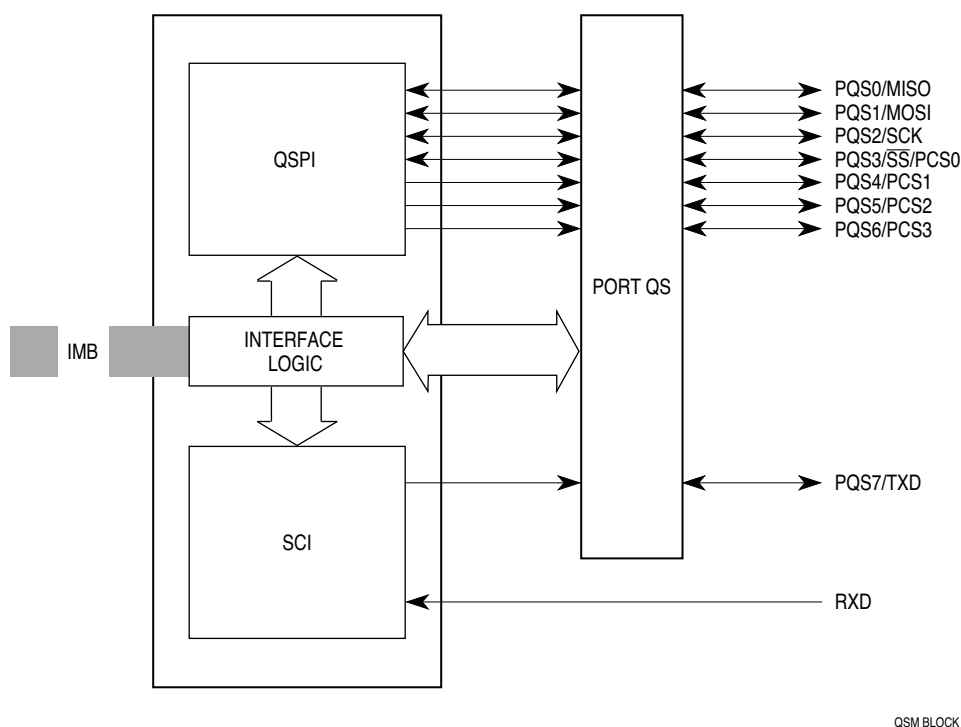 QSPI
PQS0/MISO
PQS1/MOSI
PQS2/SCK
PQS3/S̅S̅/PCS0
PQS4/PCS1
PQS5/PCS2
PQS6/PCS3
PORT QS
IMB
INTERFACE
LOGIC
SCI
PQS7/TXD
RXD
QSM BLOCK